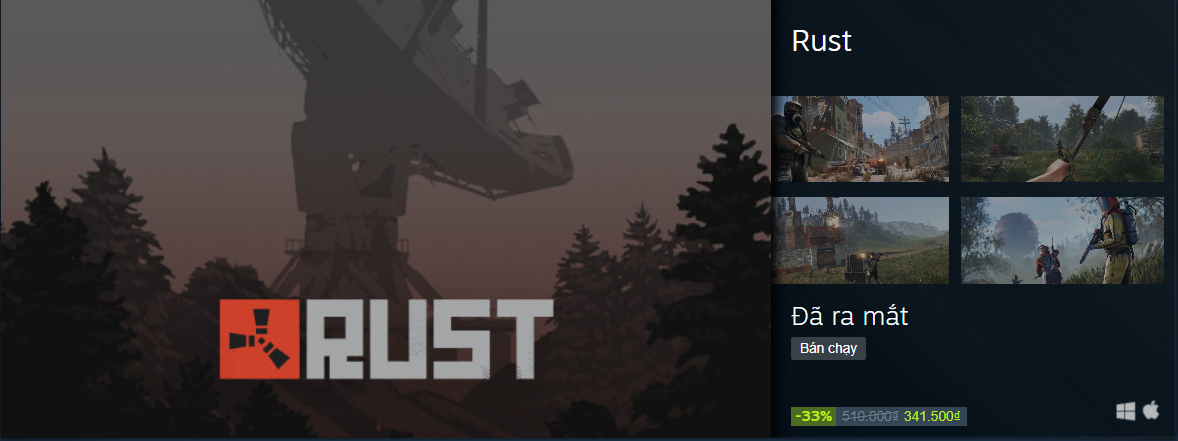 Rust
RUST
Đã ra mắt
Bán chạy
-33% 510.000₫ 341.500₫